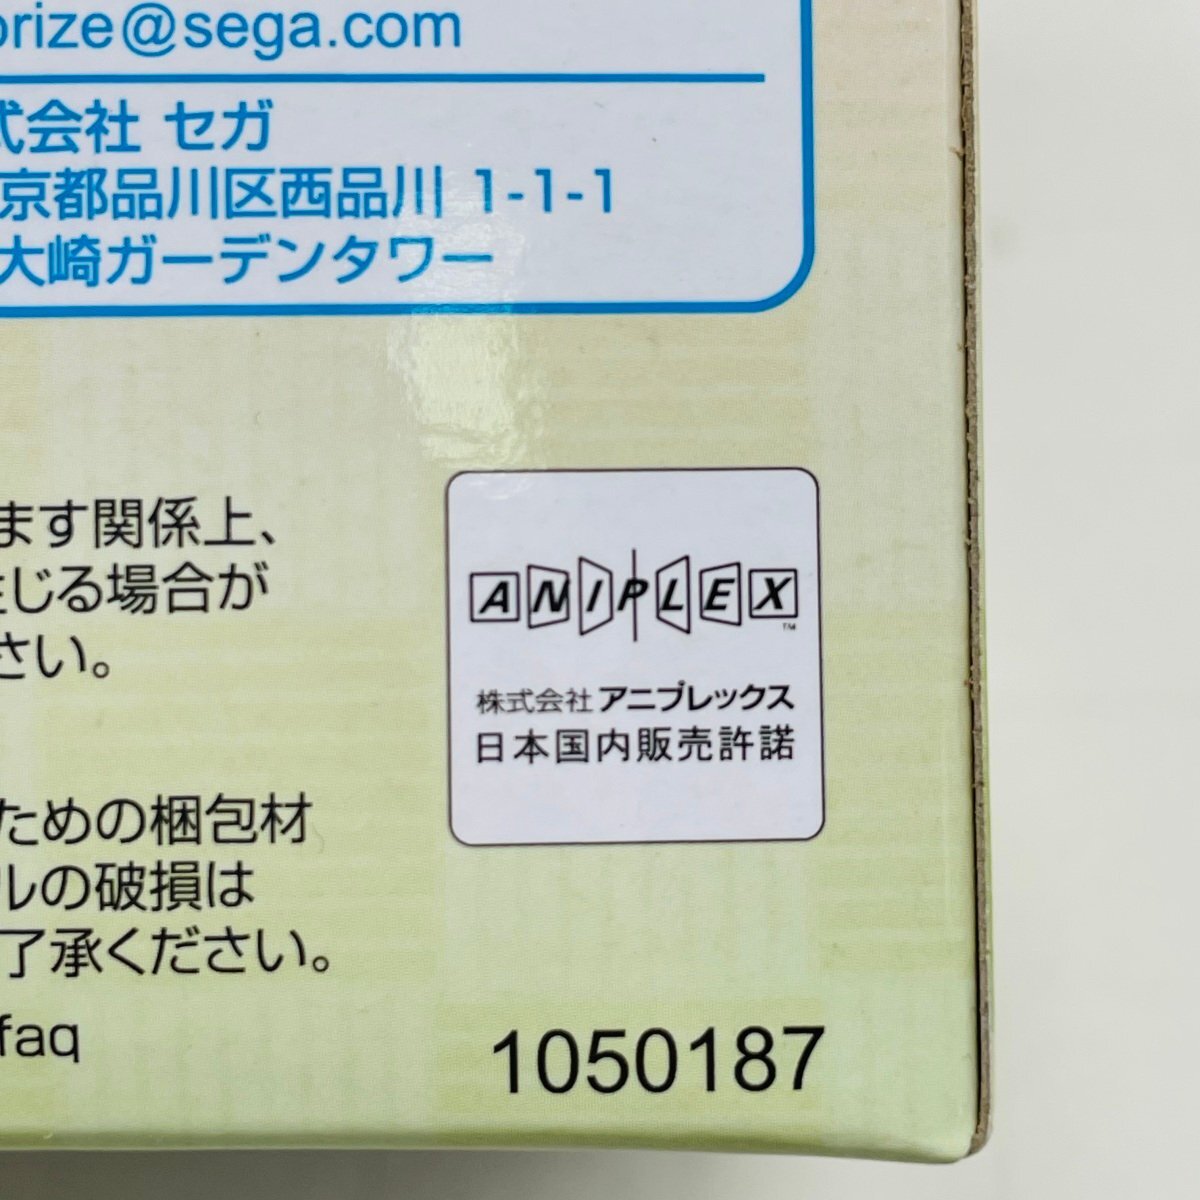 prize@sega.com
式会社 セガ
京都品川区西品川 1-1-1
大崎ガーデンタワー
ます関係上、
生じる場合が
さい。
ANIPLEX
™
株式会社 アニプレックス
日本国内販売許諾
ための梱包材
ルの破損は
了承ください。
faq
1050187